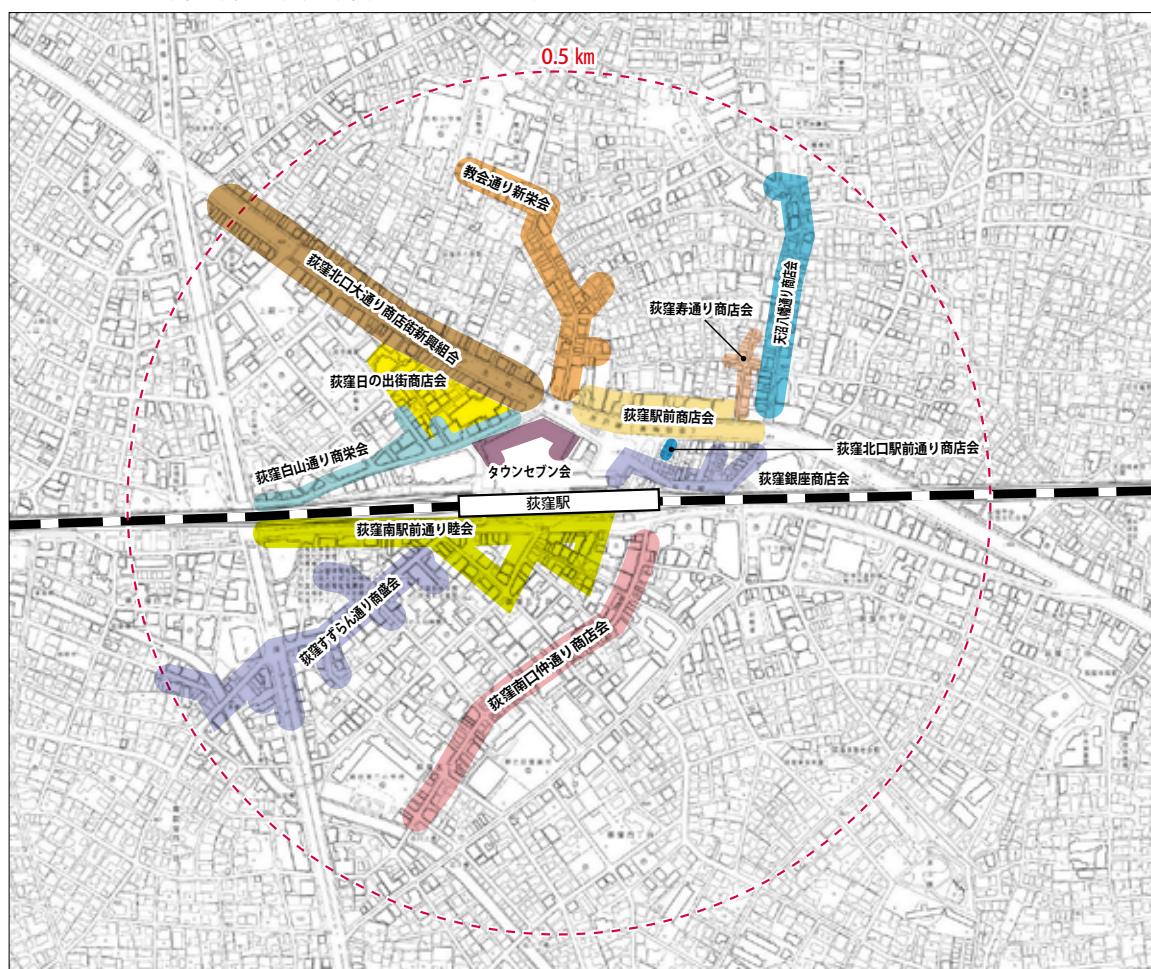 0.5 km
教会通り新栄会
荻窪北口大通り商店街新興組合
天沼八幡通り商店会
荻窪寿通り商店会
荻窪日の出街商店会
荻窪駅前商店会
荻窪北口駅前通り商店会
荻窪白山通り商栄会
タウンセブン会
荻窪銀座商店会
荻窪駅
荻窪南駅前通り睦会
荻窪すずらん通り商盛会
荻窪南口仲通り商店会